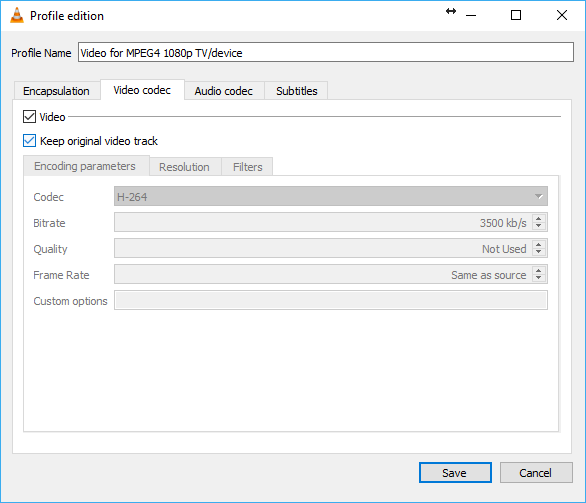 Profile edition
Profile Name Video for MPEG4 1080p TV/device
Encapsulation Video codec Audio codec Subtitles
Video
Keep original video track
Encoding parameters Resolution Filters
Codec H-264
Bitrate 3500 kb/s
Quality Not Used
Frame Rate Same as source
Custom options
Save Cancel